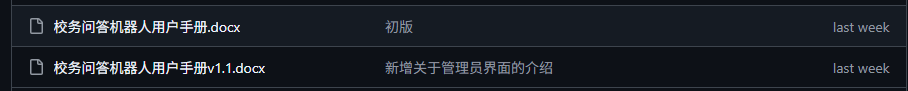 校务问答机器人用户手册.docx 初版 last week
校务问答机器人用户手册v1.1.docx 新增关于管理员界面的介绍 last week